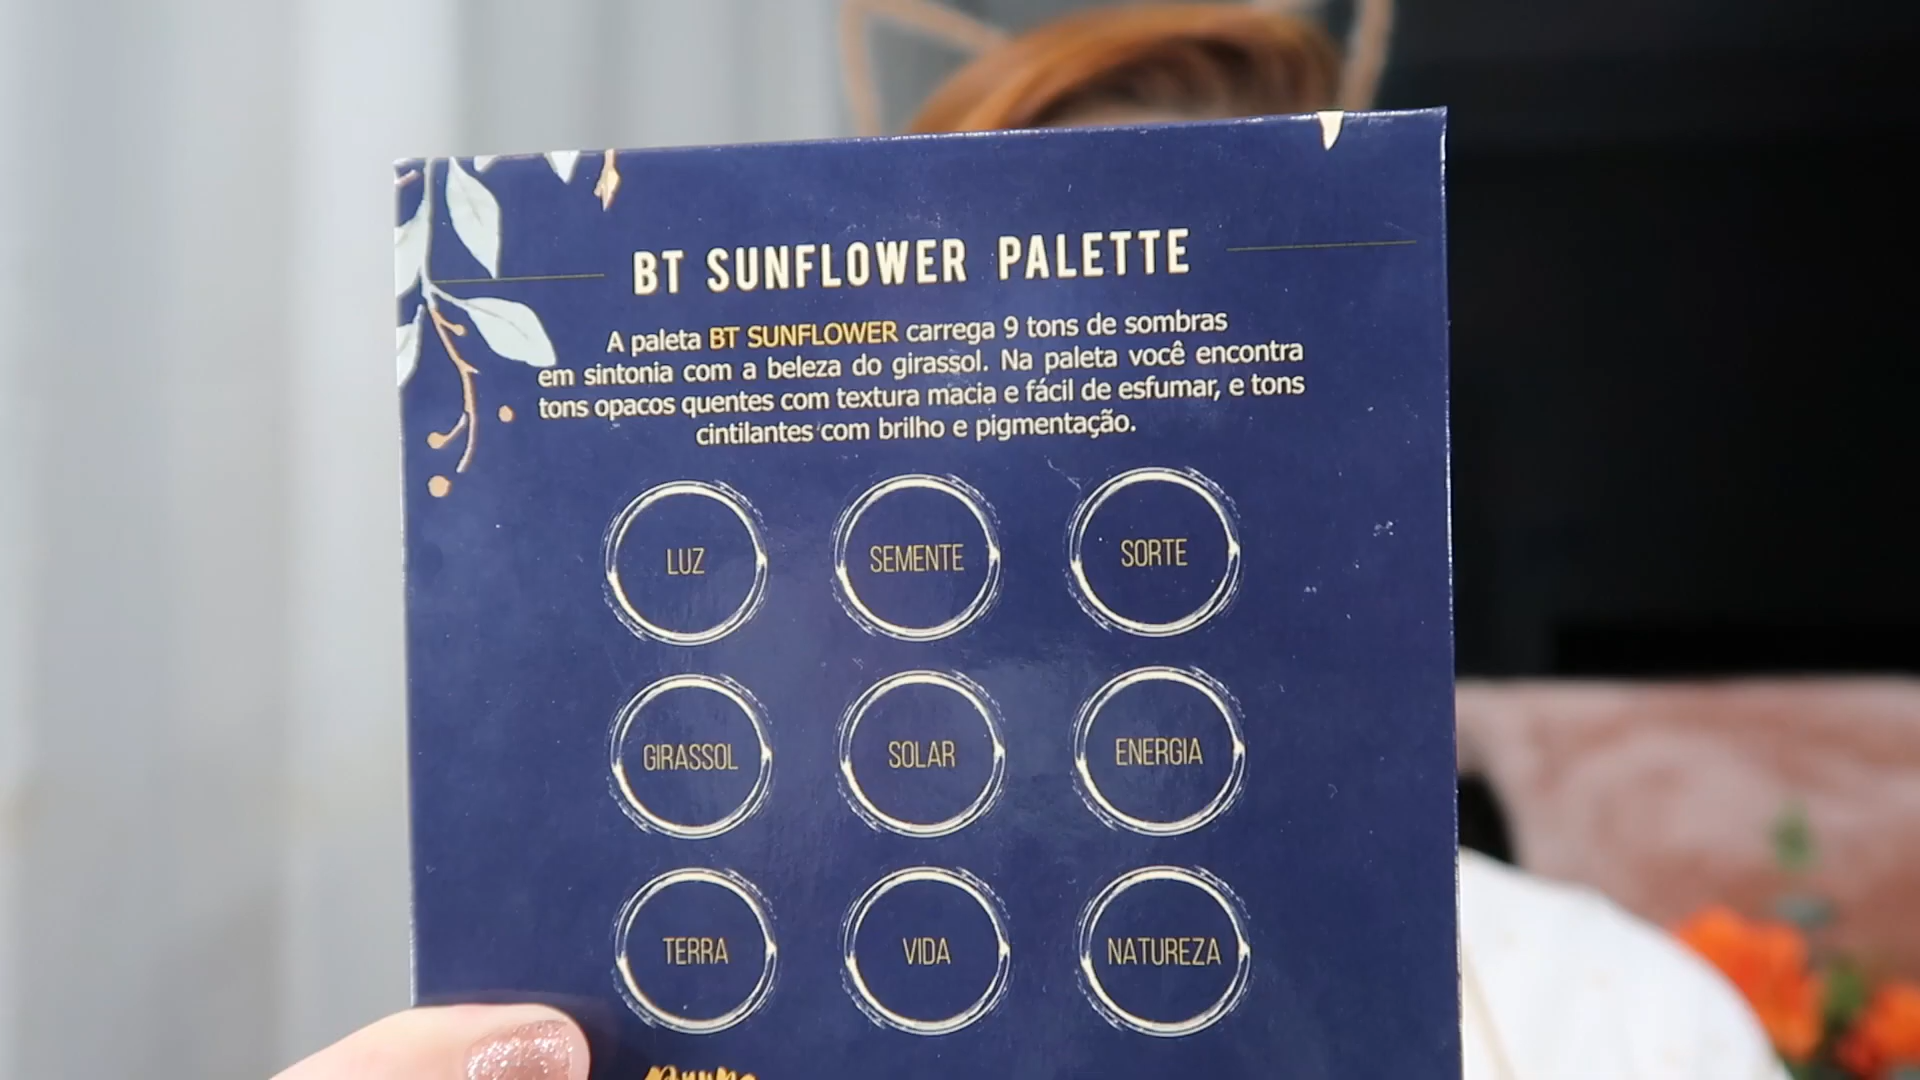 BT SUNFLOWER PALETTE
A paleta BT SUNFLOWER carrega 9 tons de sombras
em sintonia com a beleza do girassol. Na paleta você encontra
tons opacos quentes com textura macia e fácil de esfumar, e tons
cintilantes com brilho e pigmentação.
LUZ SEMENTE SORTE
GIRASSOL SOLAR ENERGIA
TERRA VIDA NATUREZA